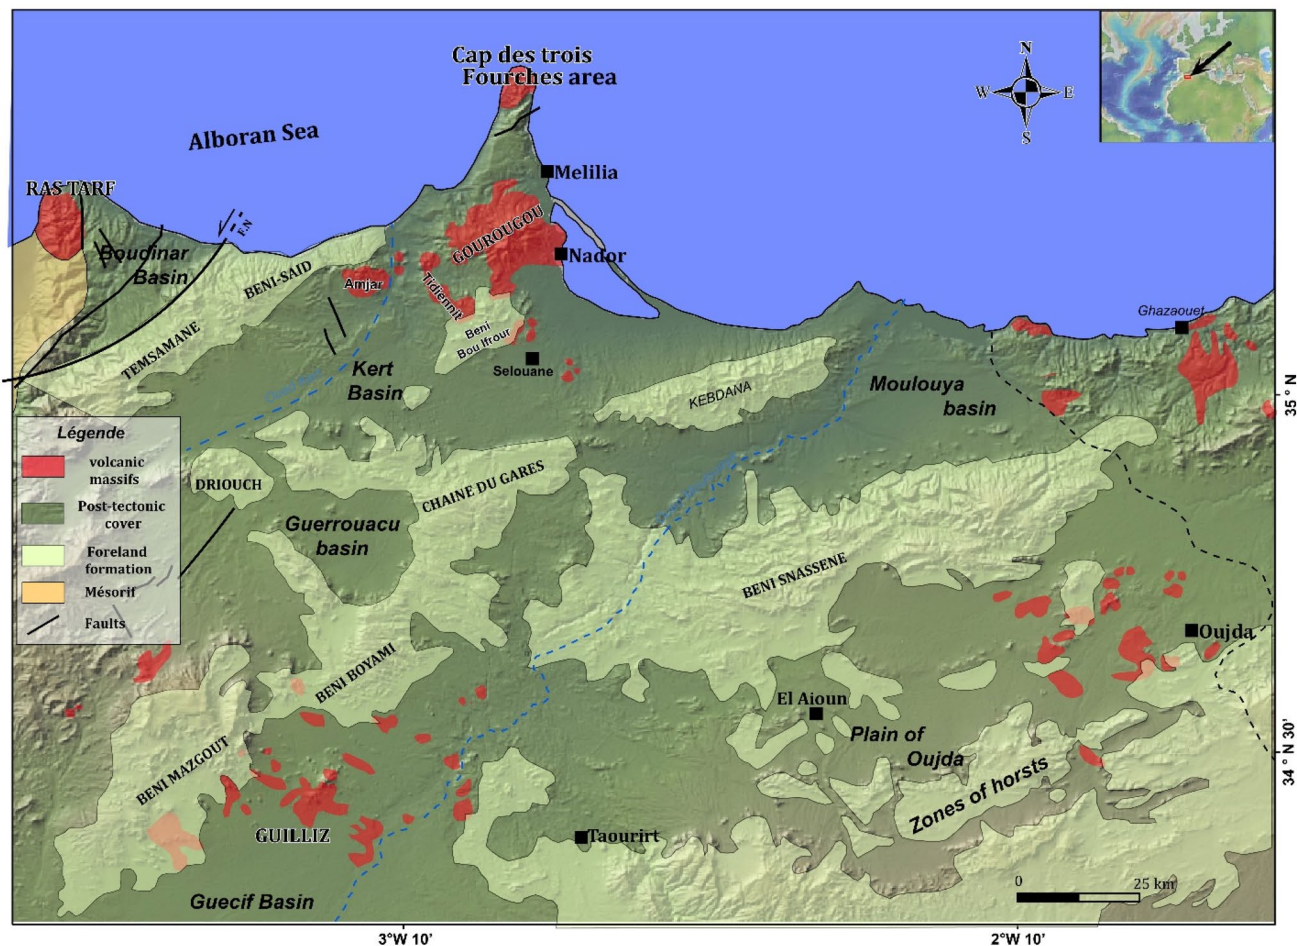 Cap des trois
Fourches area
N
W
E
S
Alboran Sea
Melilia
RAS TARF
GOUROUGOU
F.N
Boudinar
Basin
Nador
BENI-SAID
Amjar
Tidiennit
Beni
Bou Ifrour
Ghazaouet
TEMSAMANE
Selouane
Kert
Basin
KEBDANA
Moulouya
basin
35 ° N
Légende
volcanic
massifs
Post-tectonic
cover
Foreland
formation
Mésorif
Faults
DRIOUCH
CHAINE DU GARES
Guerrouacu
basin
BENI SNASSENE
Oujda
BENI BOYAMI
El Aioun
Plain of
Oujda
34 ° N 30'
BENI MAZGOUT
Zones of horsts
GUILLIZ
Taourirt
Guecif Basin
0
25 km
3°W 10'
2°W 10'